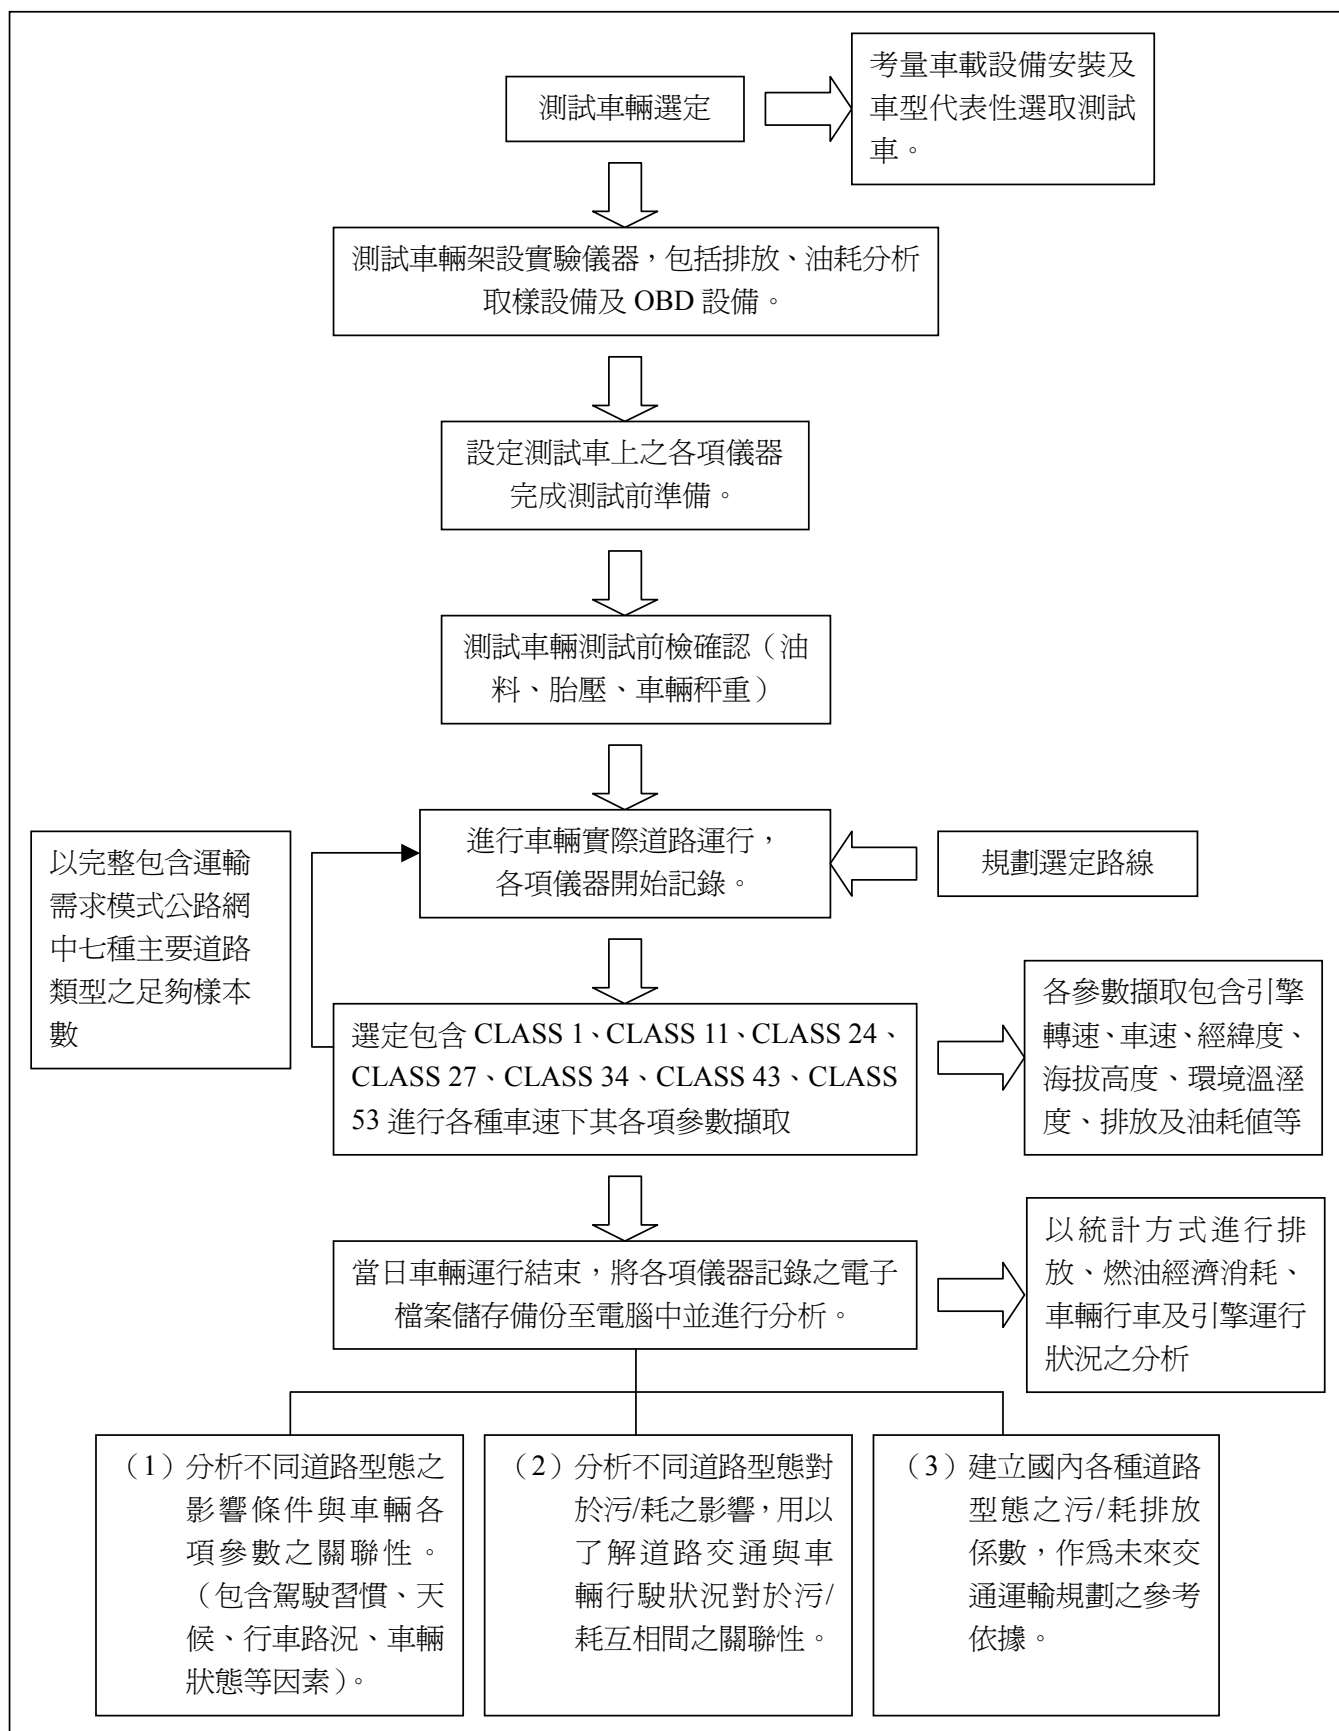 測試車輛選定
考量車載設備安裝及
車型代表性選取測試
車。
測試車輛架設實驗儀器，包括排放、油耗分析
取樣設備及 OBD 設備。
設定測試車上之各項儀器
完成測試前準備。
測試車輛測試前檢確認（油
料、胎壓、車輛秤重）
以完整包含運輸
需求模式公路網
中七種主要道路
類型之足夠樣本
數
進行車輛實際道路運行，
各項儀器開始記錄。
規劃選定路線
選定包含 CLASS 1、CLASS 11、CLASS 24、
CLASS 27、CLASS 34、CLASS 43、CLASS
53 進行各種車速下其各項參數擷取
各參數擷取包含引擎
轉速、車速、經緯度、
海拔高度、環境溫溼
度、排放及油耗值等
當日車輛運行結束，將各項儀器記錄之電子
檔案儲存備份至電腦中並進行分析。
以統計方式進行排
放、燃油經濟消耗、
車輛行車及引擎運行
狀況之分析
（1）分析不同道路型態之
影響條件與車輛各
項參數之關聯性。
（包含駕駛習慣、天
候、行車路況、車輛
狀態等因素）。
（2）分析不同道路型態對
於污/耗之影響，用以
了解道路交通與車
輛行駛狀況對於污/
耗互相間之關聯性。
（3）建立國內各種道路
型態之污/耗排放
係數，作為未來交
通運輸規劃之參考
依據。